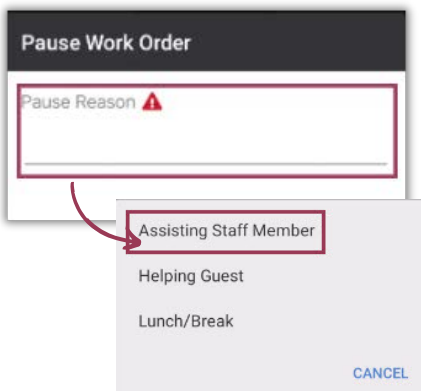 Pause Work Order
Pause Reason
Assisting Staff Member
Helping Guest
Lunch/Break
CANCEL